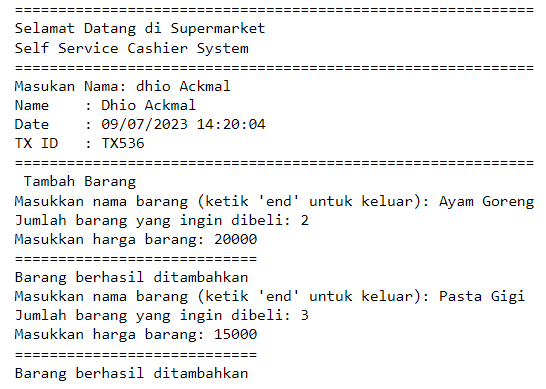 ============================================================
Selamat Datang di Supermarket
Self Service Cashier System
============================================================
Masukan Nama: dhio Ackmal
Name    : Dhio Ackmal
Date    : 09/07/2023 14:20:04
TX ID   : TX536
============================================================
 Tambah Barang
Masukkan nama barang (ketik 'end' untuk keluar): Ayam Goreng
Jumlah barang yang ingin dibeli: 2
Masukkan harga barang: 20000
============================
Barang berhasil ditambahkan
Masukkan nama barang (ketik 'end' untuk keluar): Pasta Gigi
Jumlah barang yang ingin dibeli: 3
Masukkan harga barang: 15000
============================
Barang berhasil ditambahkan